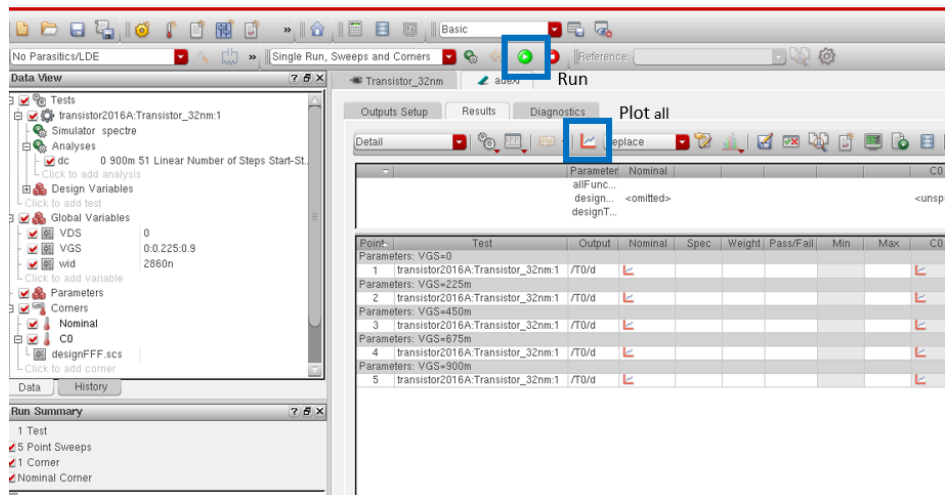 Basic
No Parasitics/LDE
Single Run, Sweeps and Corners
Reference:
Data View
Transistor_32nm
adexl
Run
Tests
transistor2016A:Transistor_32nm:1
Simulator spectre
Analyses
dc 0 900m 51 Linear Number of Steps Start-St..
Click to add analysis
Design Variables
Click to add test
Global Variables
VDS 0
VGS 0:0.225:0.9
wid 2860n
Click to add variable
Parameters
Corners
Nominal
C0
designFFF.scs
Click to add corner
Data
History
Run Summary
1 Test
5 Point Sweeps
1 Corner
Nominal Corner
Outputs Setup
Results
Diagnostics
Plot all
Detail
eplace
Parameter Nominal C0
allFunc...
design... <omitted> <unsp
designT...
Point Test Output Nominal Spec Weight Pass/Fail Min Max C0
Parameters: VGS=0
1 transistor2016A:Transistor_32nm:1 /T0/d
Parameters: VGS=225m
2 transistor2016A:Transistor_32nm:1 /T0/d
Parameters: VGS=450m
3 transistor2016A:Transistor_32nm:1 /T0/d
Parameters: VGS=675m
4 transistor2016A:Transistor_32nm:1 /T0/d
Parameters: VGS=900m
5 transistor2016A:Transistor_32nm:1 /T0/d